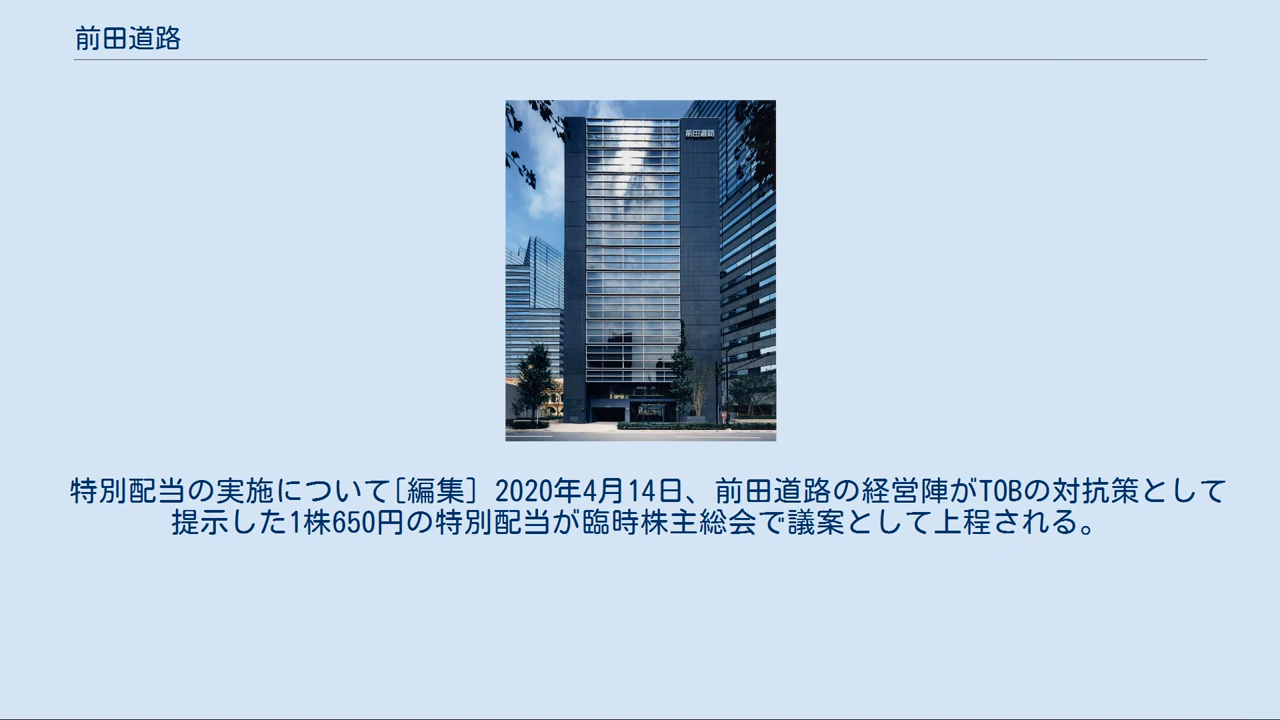 前田道路
前田道路
特別配当の実施について[編集] 2020年4月14日、前田道路の経営陣がTOBの対抗策として
提示した1株650円の特別配当が臨時株主総会で議案として上程される。